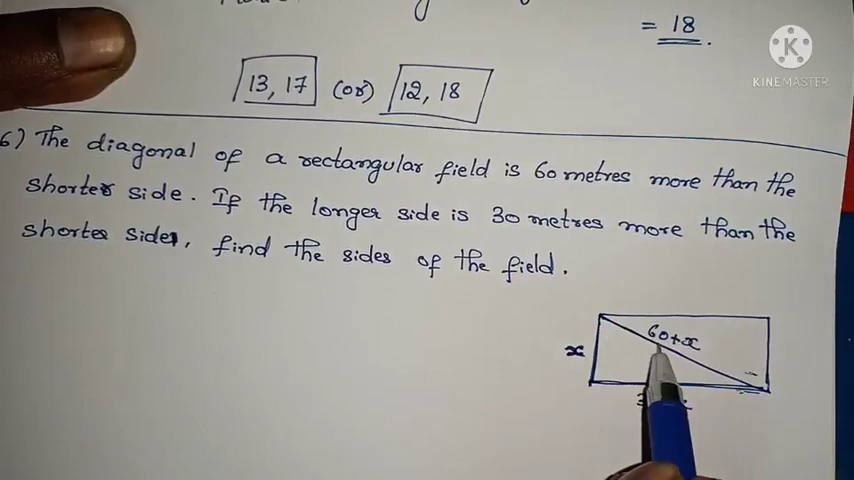 = 18
K
KINEMASTER
13, 17 (or) 12, 18
6) The diagonal of a rectangular field is 60 metres more than the
shorter side. If the longer side is 30 metres more than the
shorter side, find the sides of the field.
60+x
x